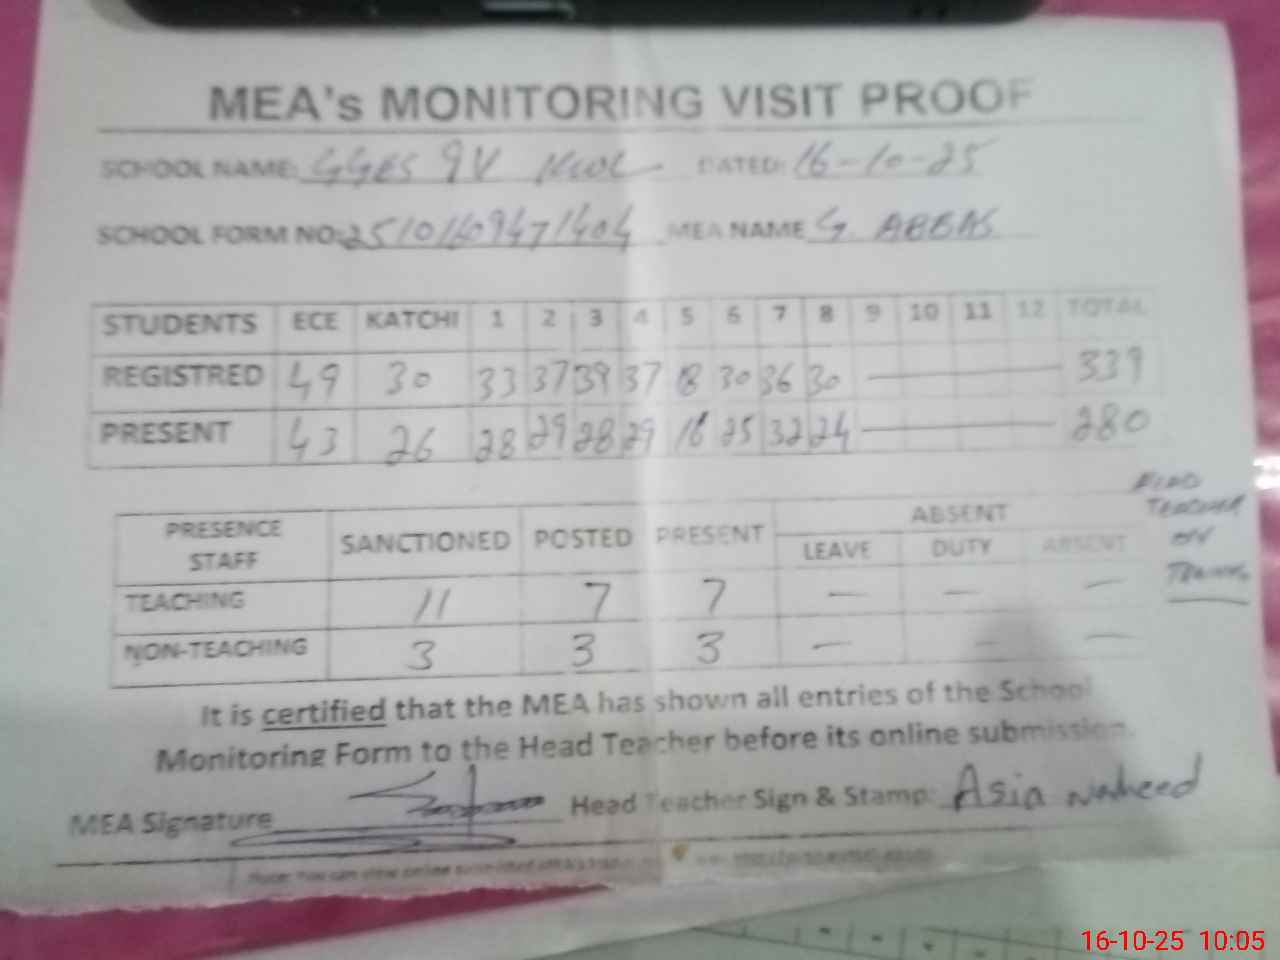 MEA's MONITORING VISIT PROOF
SCHOOL NAME: GGES 9V DATED: 16-10-25
SCHOOL FORM NO: MEA NAME G. ABBAS
STUDENTS ECE KATCHI 1 2 3 4 5 6 7 8 9 10 11 12 TOTAL
REGISTRED 49 30 33 37 39 37 18 30 36 30 339
PRESENT 43 26 28 29 28 29 16 25 32 24 280
PRESENCE STAFF SANCTIONED POSTED PRESENT ABSENT
LEAVE DUTY ABSENT
TEACHING 11 7 7 — — —
NON-TEACHING 3 3 3 — — —
HEAD
TEACHER
ON
It is certified that the MEA has shown all entries of the School
Monitoring Form to the Head Teacher before its online submission.
MEA Signature Head Teacher Sign & Stamp: Asia waheed
16-10-25 10:05